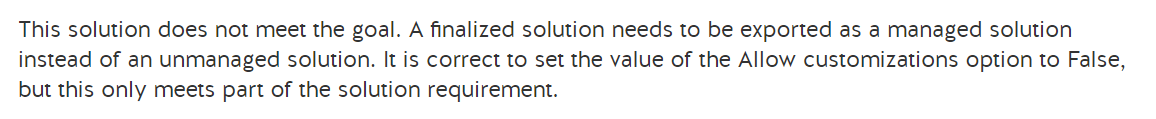 This solution does not meet the goal. A finalized solution needs to be exported as a managed solution
instead of an unmanaged solution. It is correct to set the value of the Allow customizations option to False,
but this only meets part of the solution requirement.